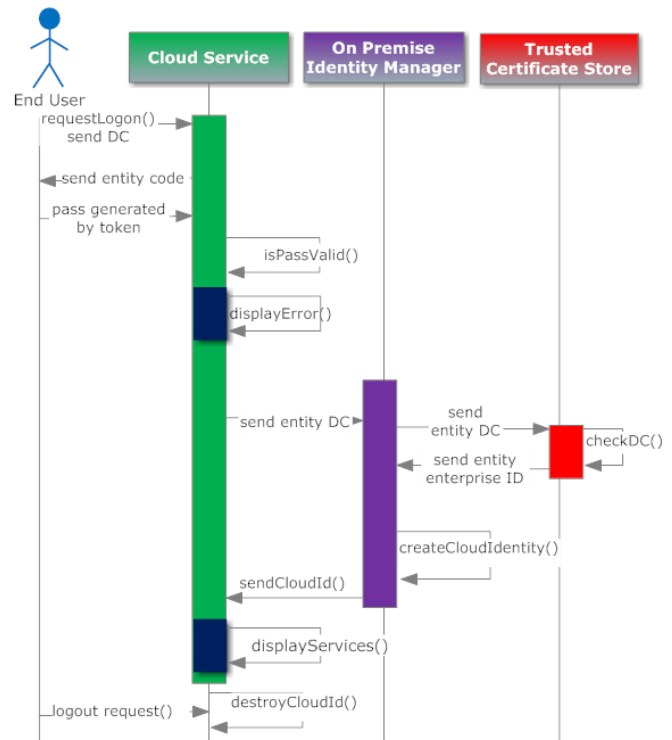 Cloud Service
On Premise
Identity Manager
Trusted
Certificate Store
End User
requestLogon()
send DC
send entity code
pass generated
by token
isPassValid()
displayError()
send entity DC
send
entity DC
checkDC()
send entity
enterprise ID
createCloudIdentity()
sendCloudId()
displayServices()
destroyCloudId()
logout request()